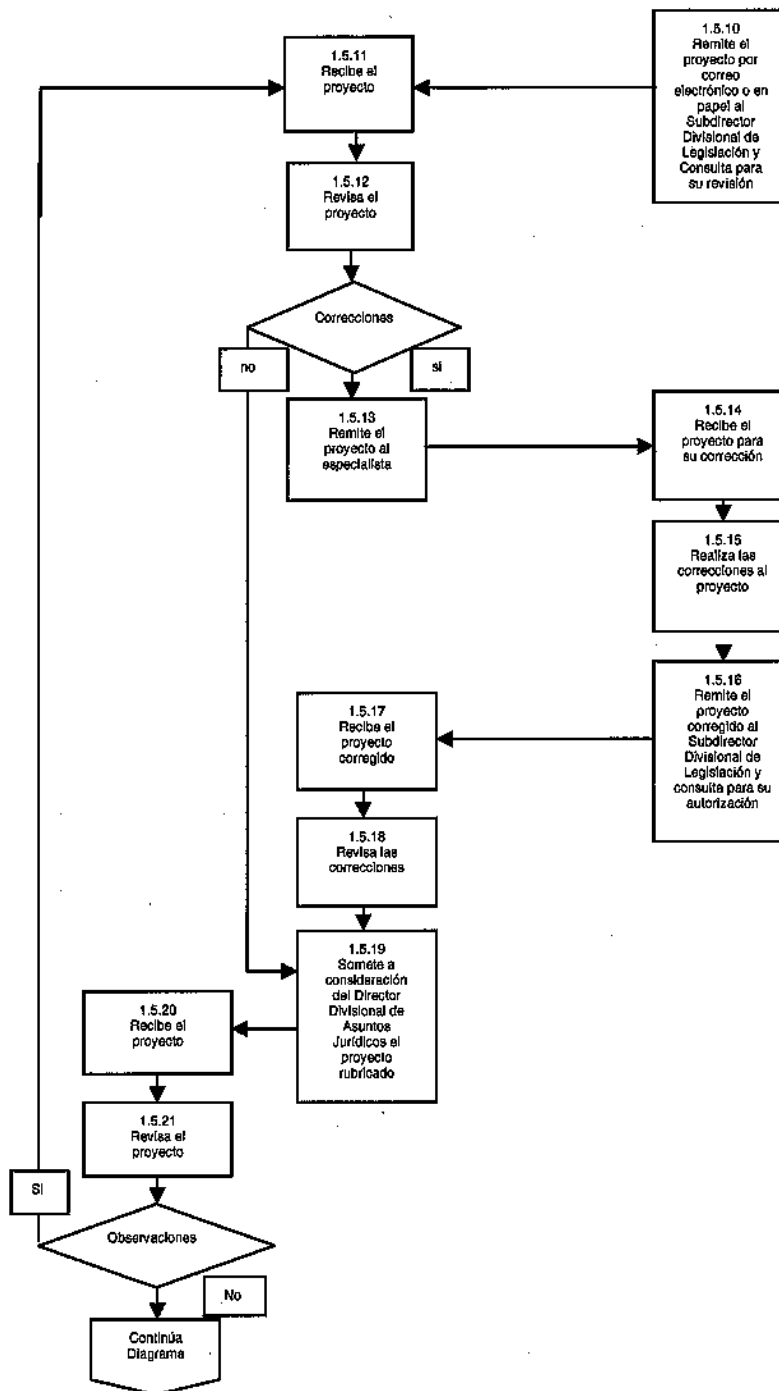 1.5.10
Remite el
proyecto por
correo
electrónico o en
papel al
Subdirector
Divisional de
Legislación y
Consulta para
su revisión
1.5.11
Recibe el
proyecto
1.5.12
Revisa el
proyecto
Correcciones
no
si
1.5.13
Remite el
proyecto al
especialista
1.5.14
Recibe el
proyecto para
su corrección
1.5.15
Realiza las
correcciones al
proyecto
1.5.16
Remite el
proyecto
corregido al
Subdirector
Divisional de
Legislación y
consulta para su
autorización
1.5.17
Recibe el
proyecto
corregido
1.5.18
Revisa las
correcciones
1.5.19
Somete a
consideración
del Director
Divisional de
Asuntos
Jurídicos el
proyecto
rubricado
1.5.20
Recibe el
proyecto
1.5.21
Revisa el
proyecto
Si
Observaciones
No
Continúa
Diagrama